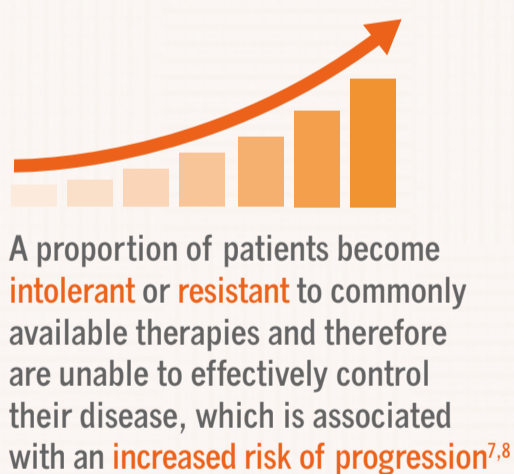 A proportion of patients become
intolerant or resistant to commonly
available therapies and therefore
are unable to effectively control
their disease, which is associated
with an increased risk of progression7,8